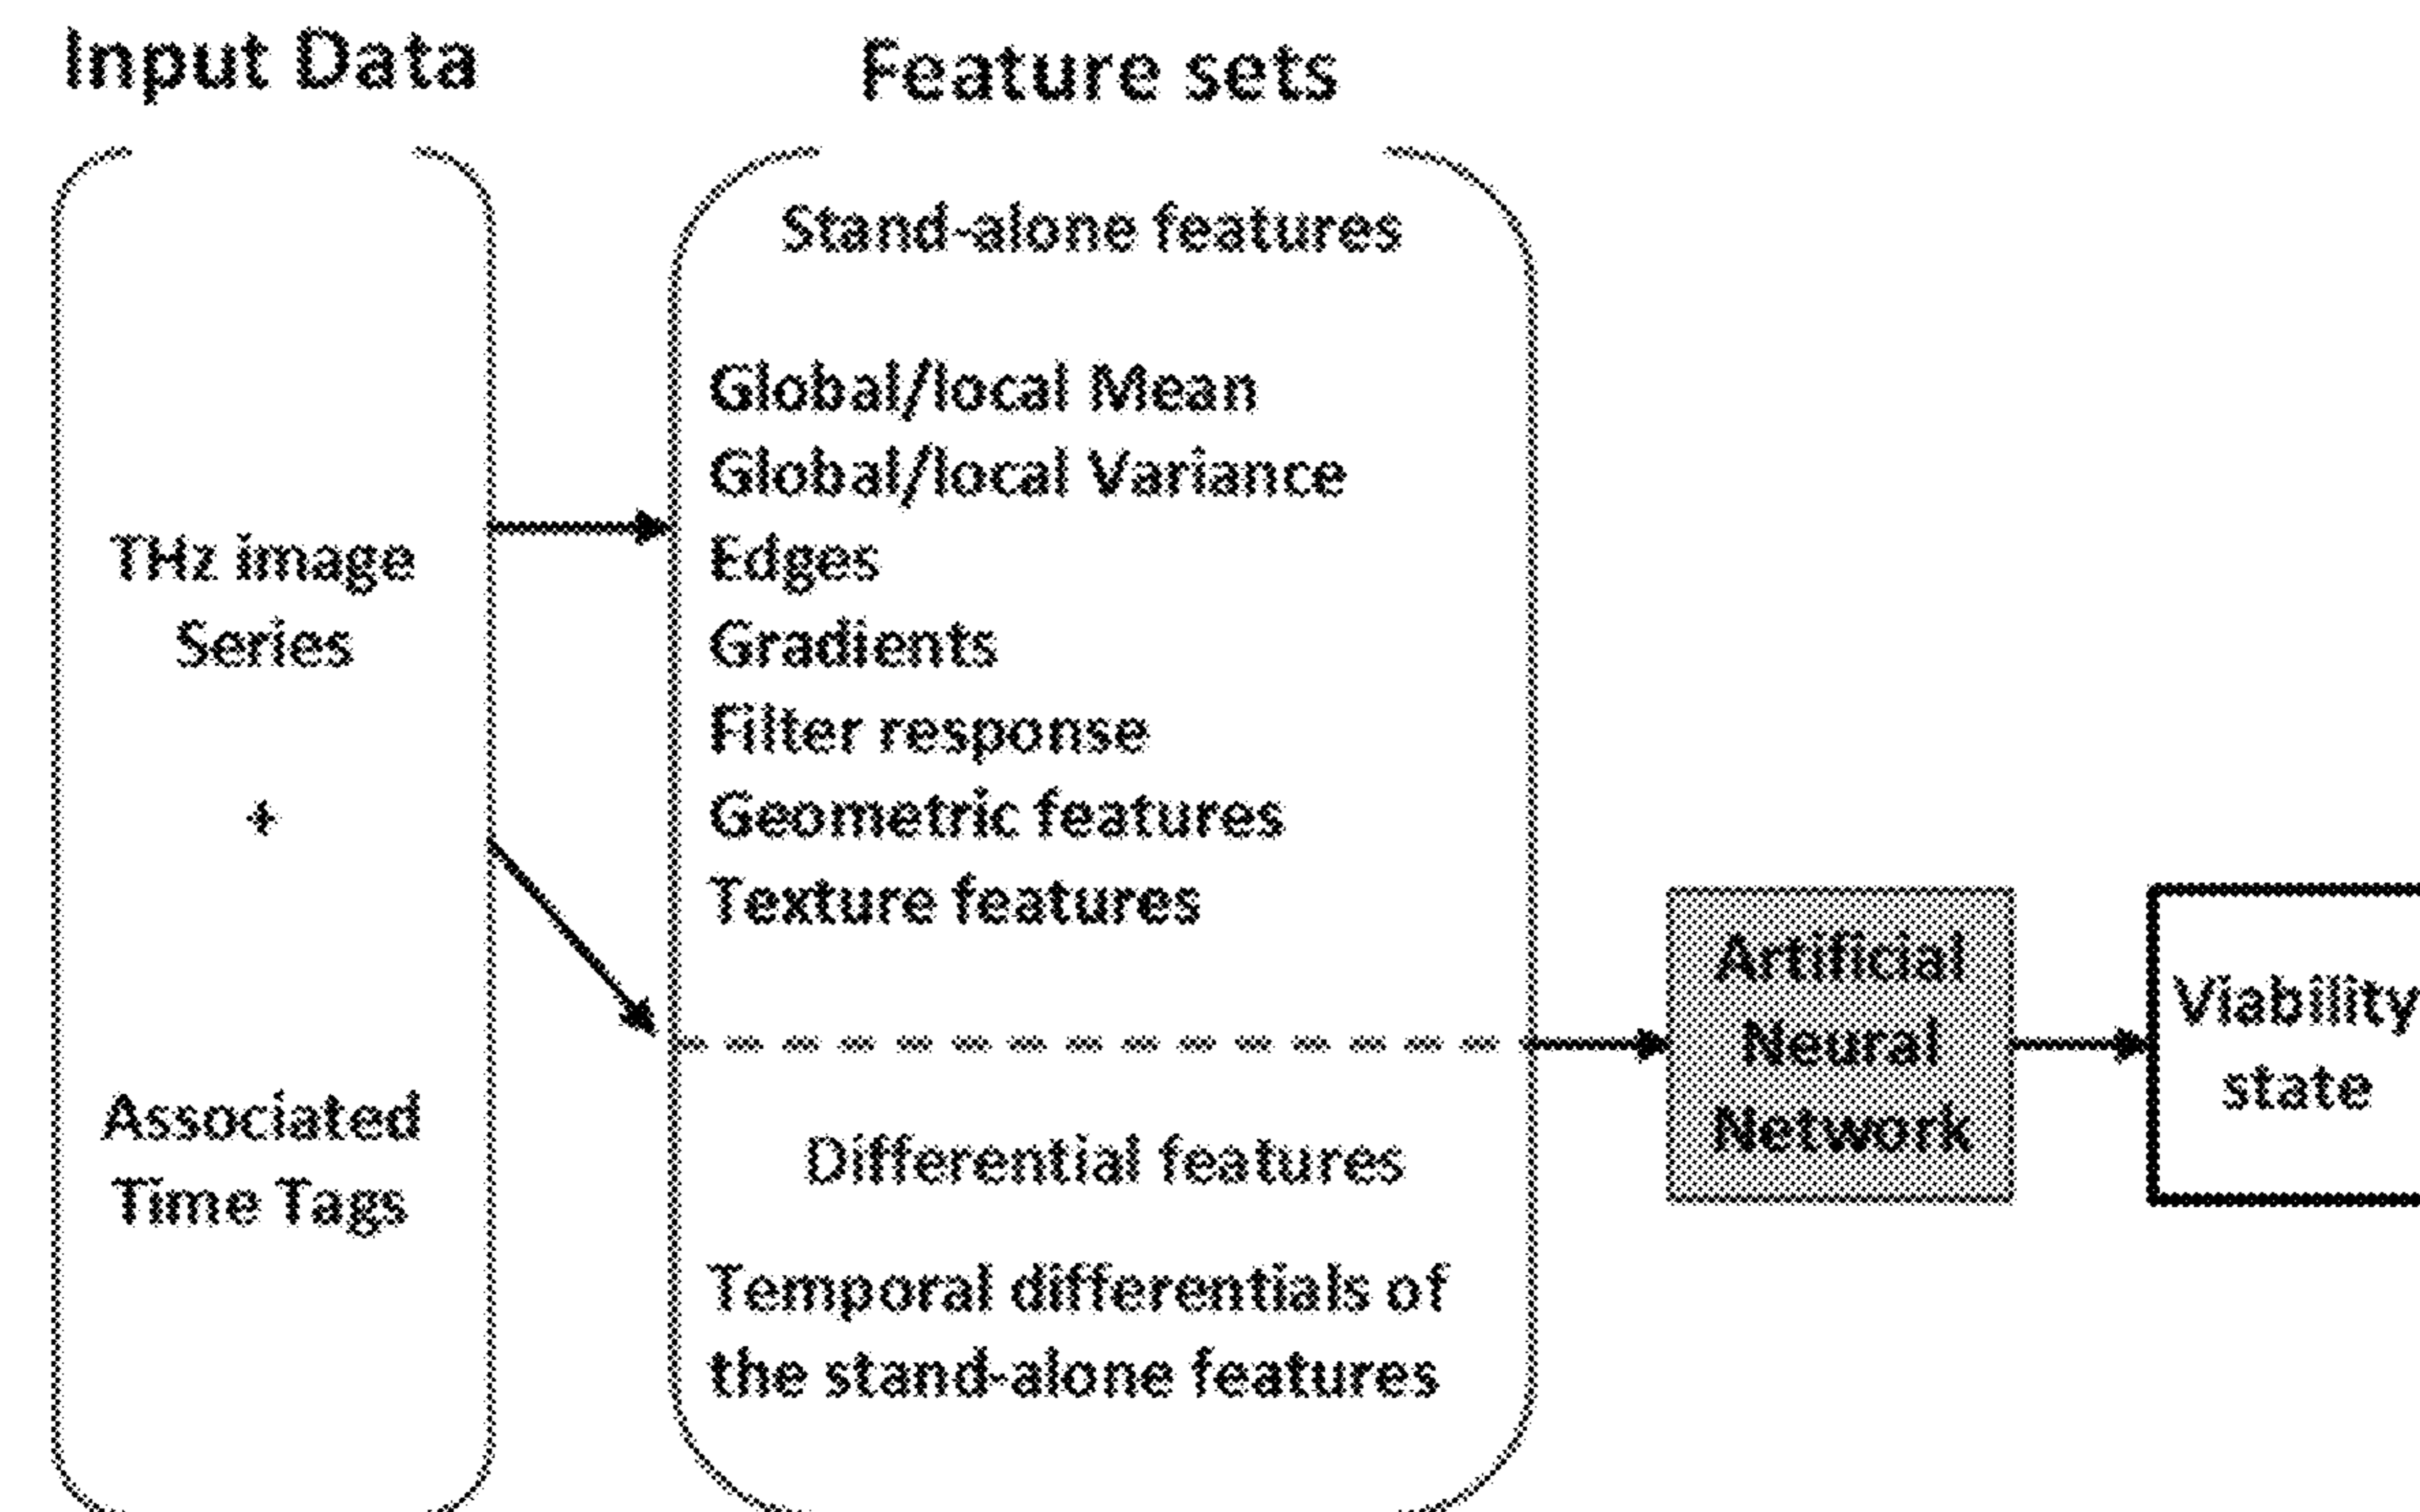 Input Data
Feature sets
THz image
Series
+
Associated
Time Tags
Stand-alone features
Global/local Mean
Global/local Variance
Edges
Gradients
Filter response
Geometric features
Texture features
Differential features
Temporal differentials of
the stand-alone features
Artificial
Neural
Network
Viability
state